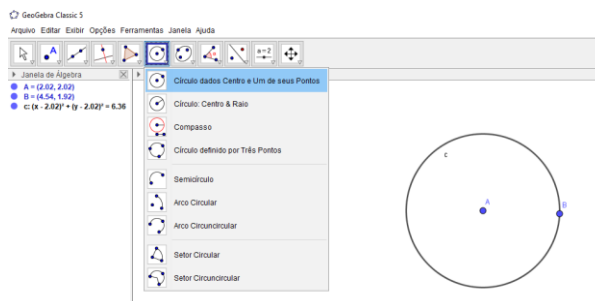 GeoGebra Classic 5
Arquivo Editar Exibir Opções Ferramentas Janela Ajuda
A
a=2
Janela de Álgebra
A = (2.02, 2.02)
B = (4.54, 1.92)
c: (x - 2.02)² + (y - 2.02)² = 6.36
Círculo dados Centro e Um de seus Pontos
Círculo: Centro & Raio
Compasso
Círculo definido por Três Pontos
Semicírculo
Arco Circular
Arco Circuncircular
Setor Circular
Setor Circuncircular
c
A
B